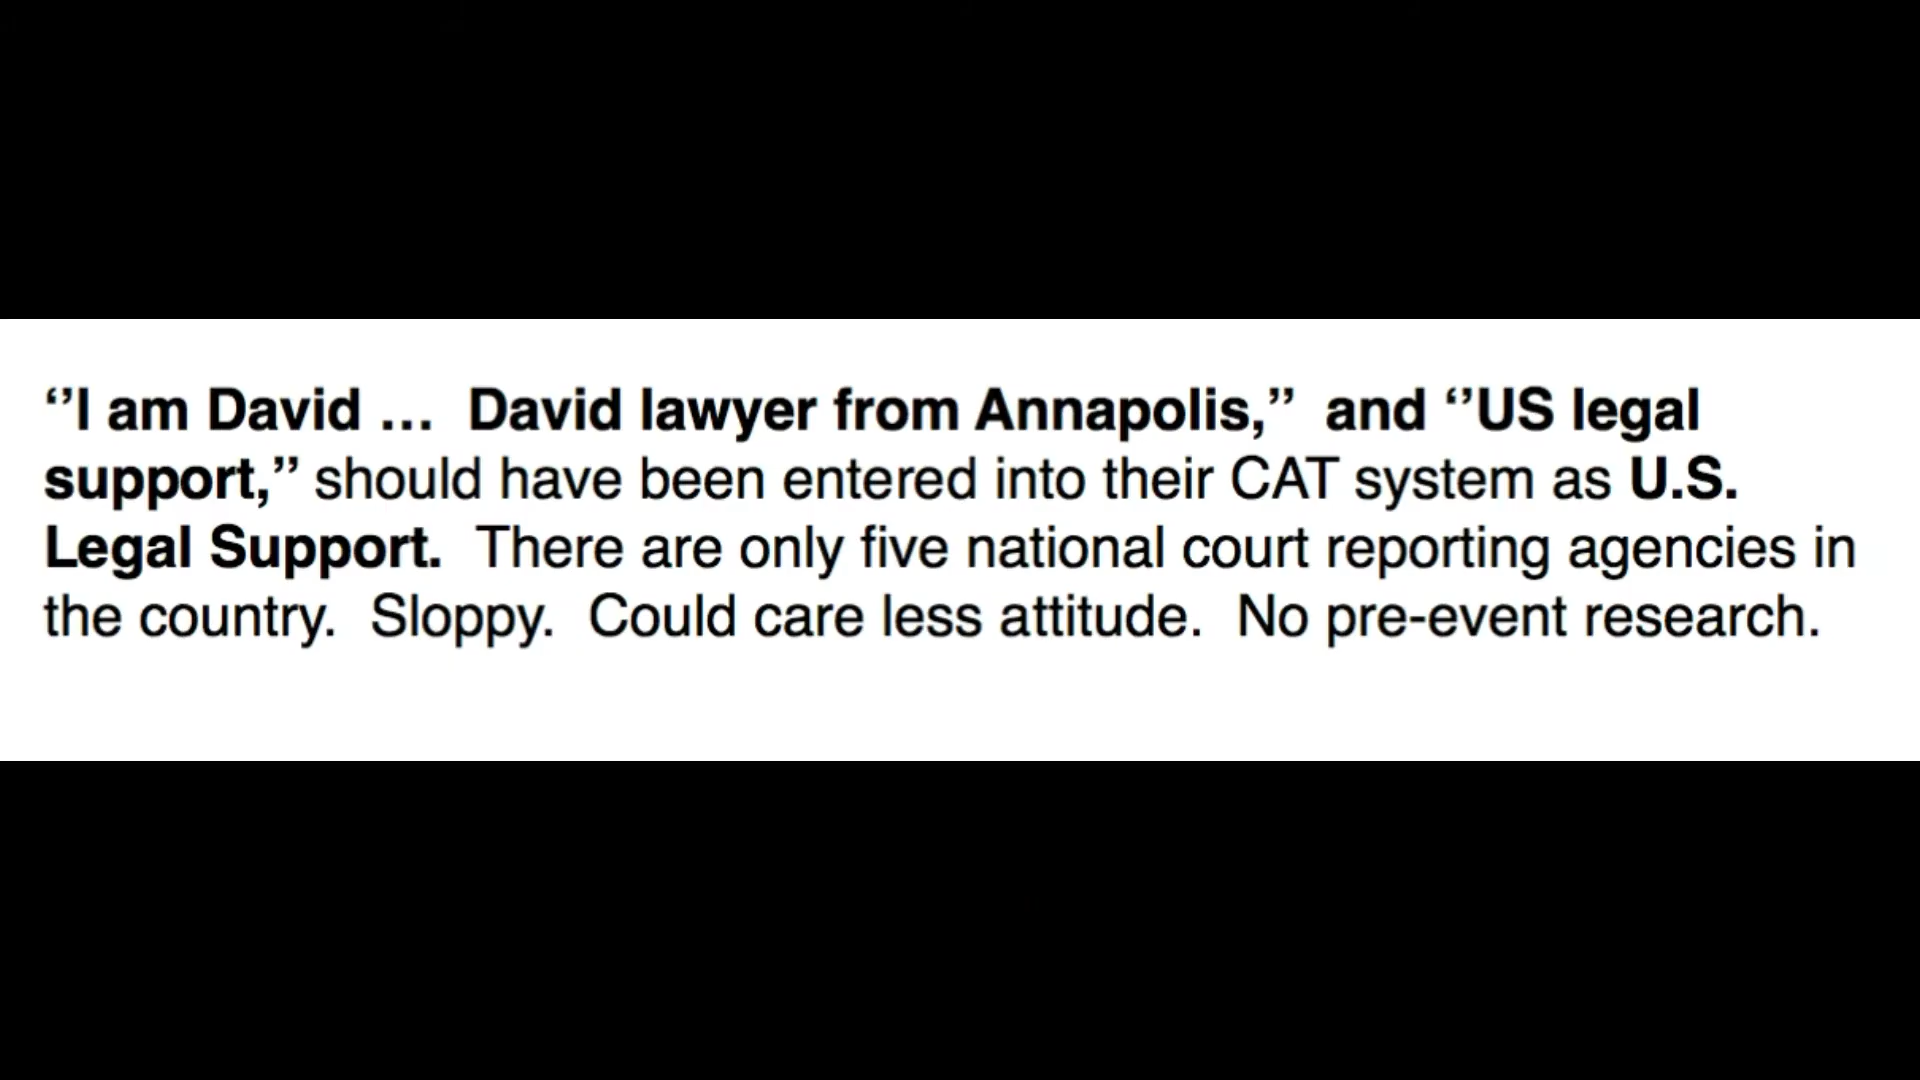 ‘’I am David …  David lawyer from Annapolis,’’  and ‘’US legal
support,’’ should have been entered into their CAT system as U.S.
Legal Support.  There are only five national court reporting agencies in
the country.  Sloppy.  Could care less attitude.  No pre-event research.